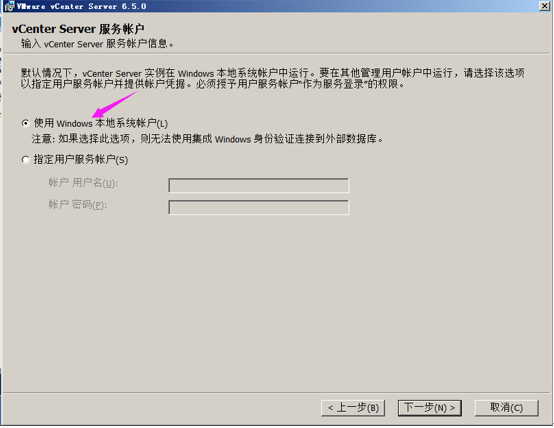 VMware vCenter Server 6.5.0
vCenter Server 服务帐户
输入 vCenter Server 服务帐户信息。
默认情况下，vCenter Server 实例在 Windows 本地系统帐户中运行。要在其他管理用户帐户中运行，请选择该选项
以指定用户服务帐户并提供帐户凭据。必须授予用户服务帐户“作为服务登录”的权限。
使用 Windows 本地系统帐户(L)
注意: 如果选择此选项，则无法使用集成 Windows 身份验证连接到外部数据库。
指定用户服务帐户(S)
帐户 用户名(U):
帐户 密码(P):
< 上一步(B)
下一步(N) >
取消(C)